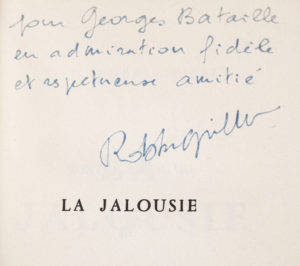 pour Georges Bataille
en admiration fidèle
et respectueuse amitié
Robbe-Grillet
LA JALOUSIE